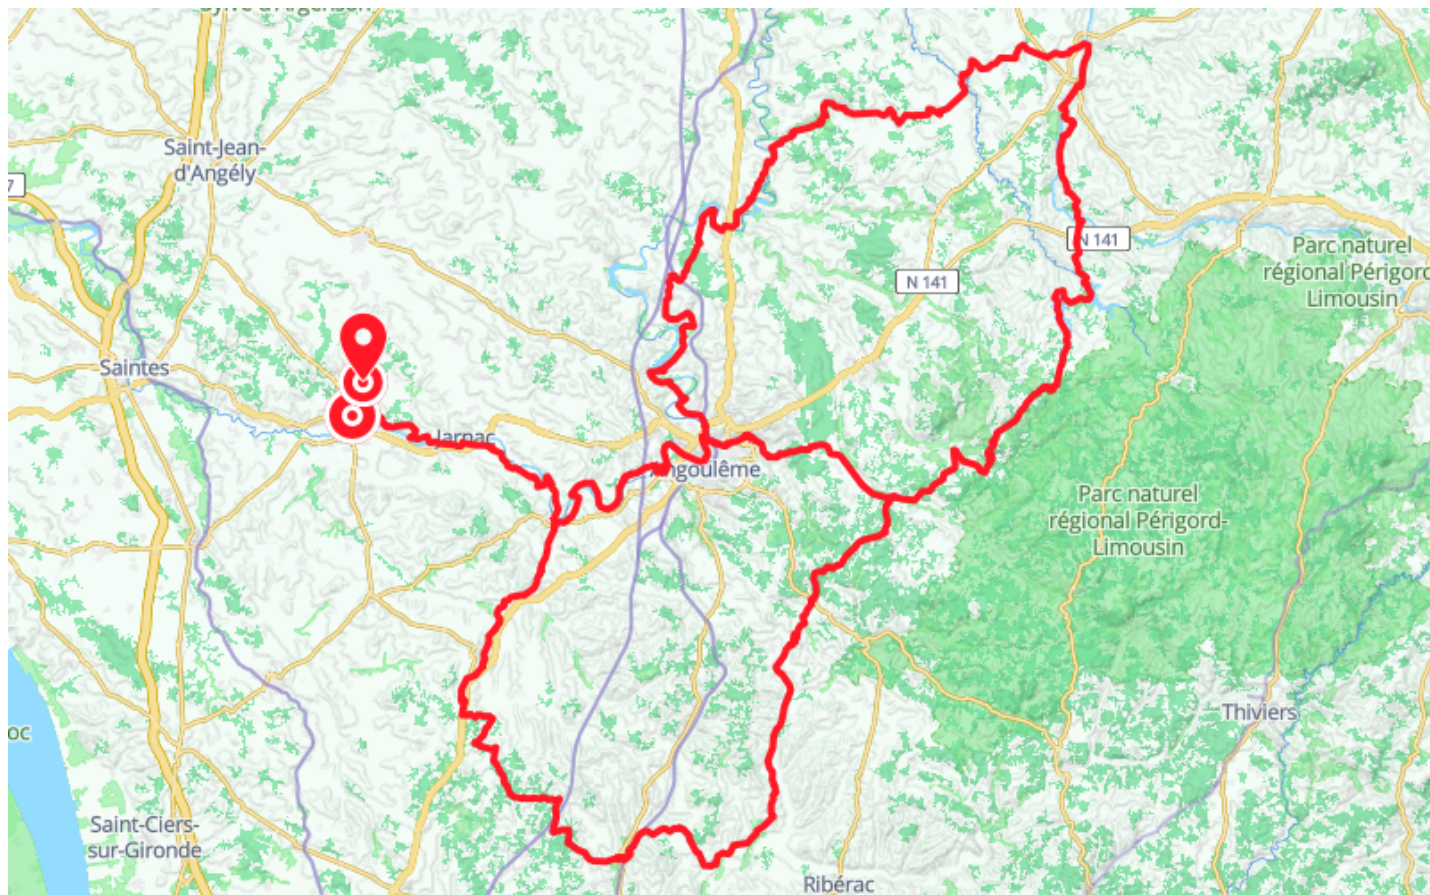 Saint-Jean-
d'Angély
7
N 141
Parc naturel
régional Périgord-
Limousin
N 141
Saintes
Jarnac
Angoulême
Parc naturel
régional Périgord-
Limousin
Thiviers
oc
Saint-Ciers-
sur-Gironde
Ribérac